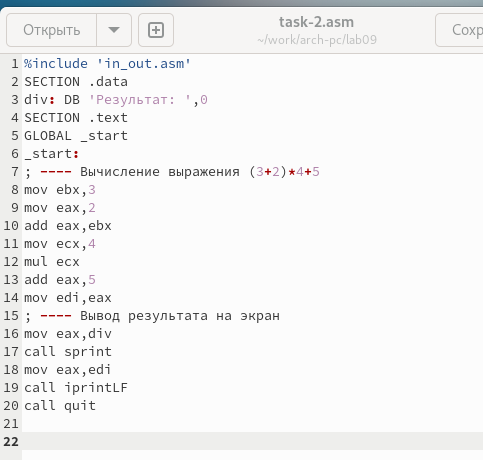 Открыть
task-2.asm
~/work/arch-pc/lab09
Сохр
1 %include 'in_out.asm'
2 SECTION .data
3 div: DB 'Результат: ',0
4 SECTION .text
5 GLOBAL _start
6 _start:
7 ; ---- Вычисление выражения (3+2)*4+5
8 mov ebx,3
9 mov eax,2
10 add eax,ebx
11 mov ecx,4
12 mul ecx
13 add eax,5
14 mov edi,eax
15 ; ---- Вывод результата на экран
16 mov eax,div
17 call sprint
18 mov eax,edi
19 call iprintLF
20 call quit
21
22